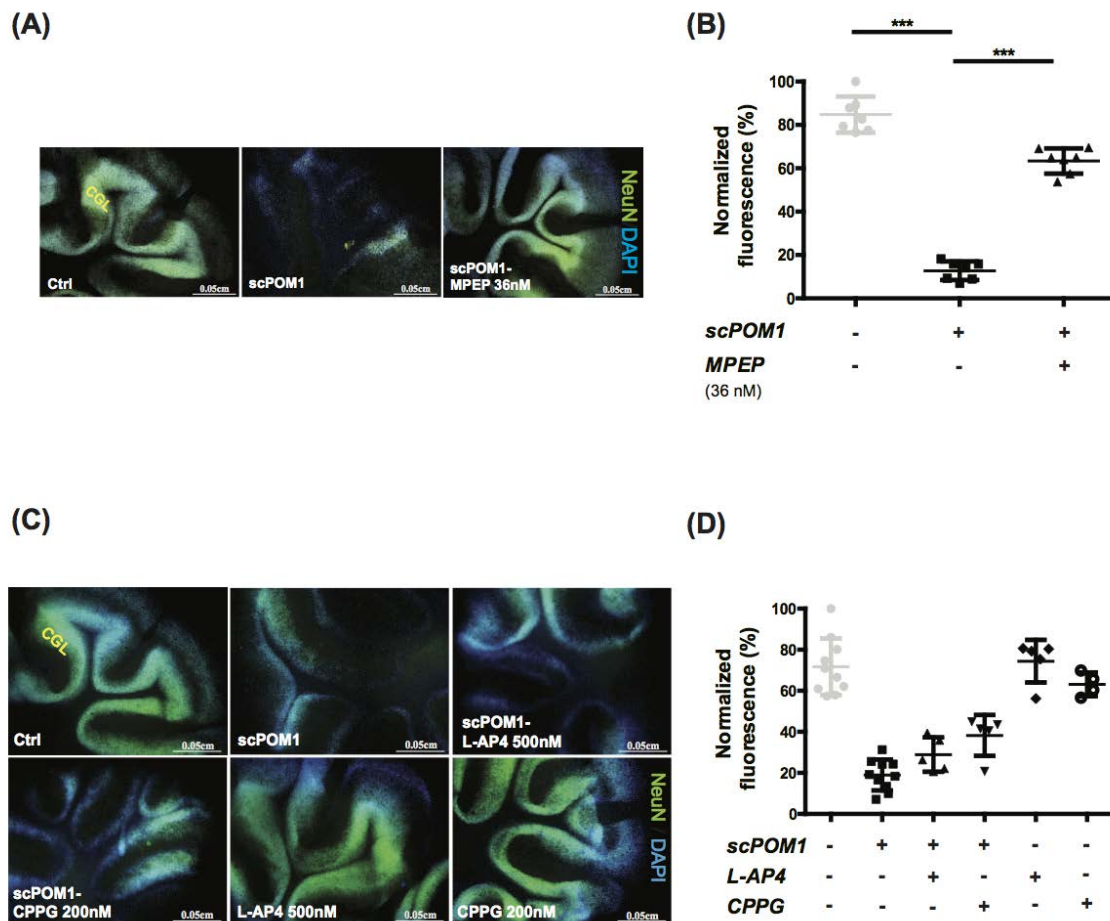 (A)
CGL
Ctrl
0.05cm
scPOM1
0.05cm
scPOM1-
MPEP 36nM
0.05cm
NeuN DAPI
(B)
*** 
***
Normalized
fluorescence (%)
100
80
60
40
20
0
scPOM1 - + +
MPEP - - +
(36 nM)
(C)
CGL
Ctrl
0.05cm
scPOM1
0.05cm
scPOM1-
L-AP4 500nM
0.05cm
scPOM1-
CPPG 200nM
0.05cm
L-AP4 500nM
0.05cm
CPPG 200nM
0.05cm
NeuN DAPI
(D)
Normalized
fluorescence (%)
100
80
60
40
20
0
scPOM1 - + + + - -
L-AP4 - - + - + -
CPPG - - - + - +